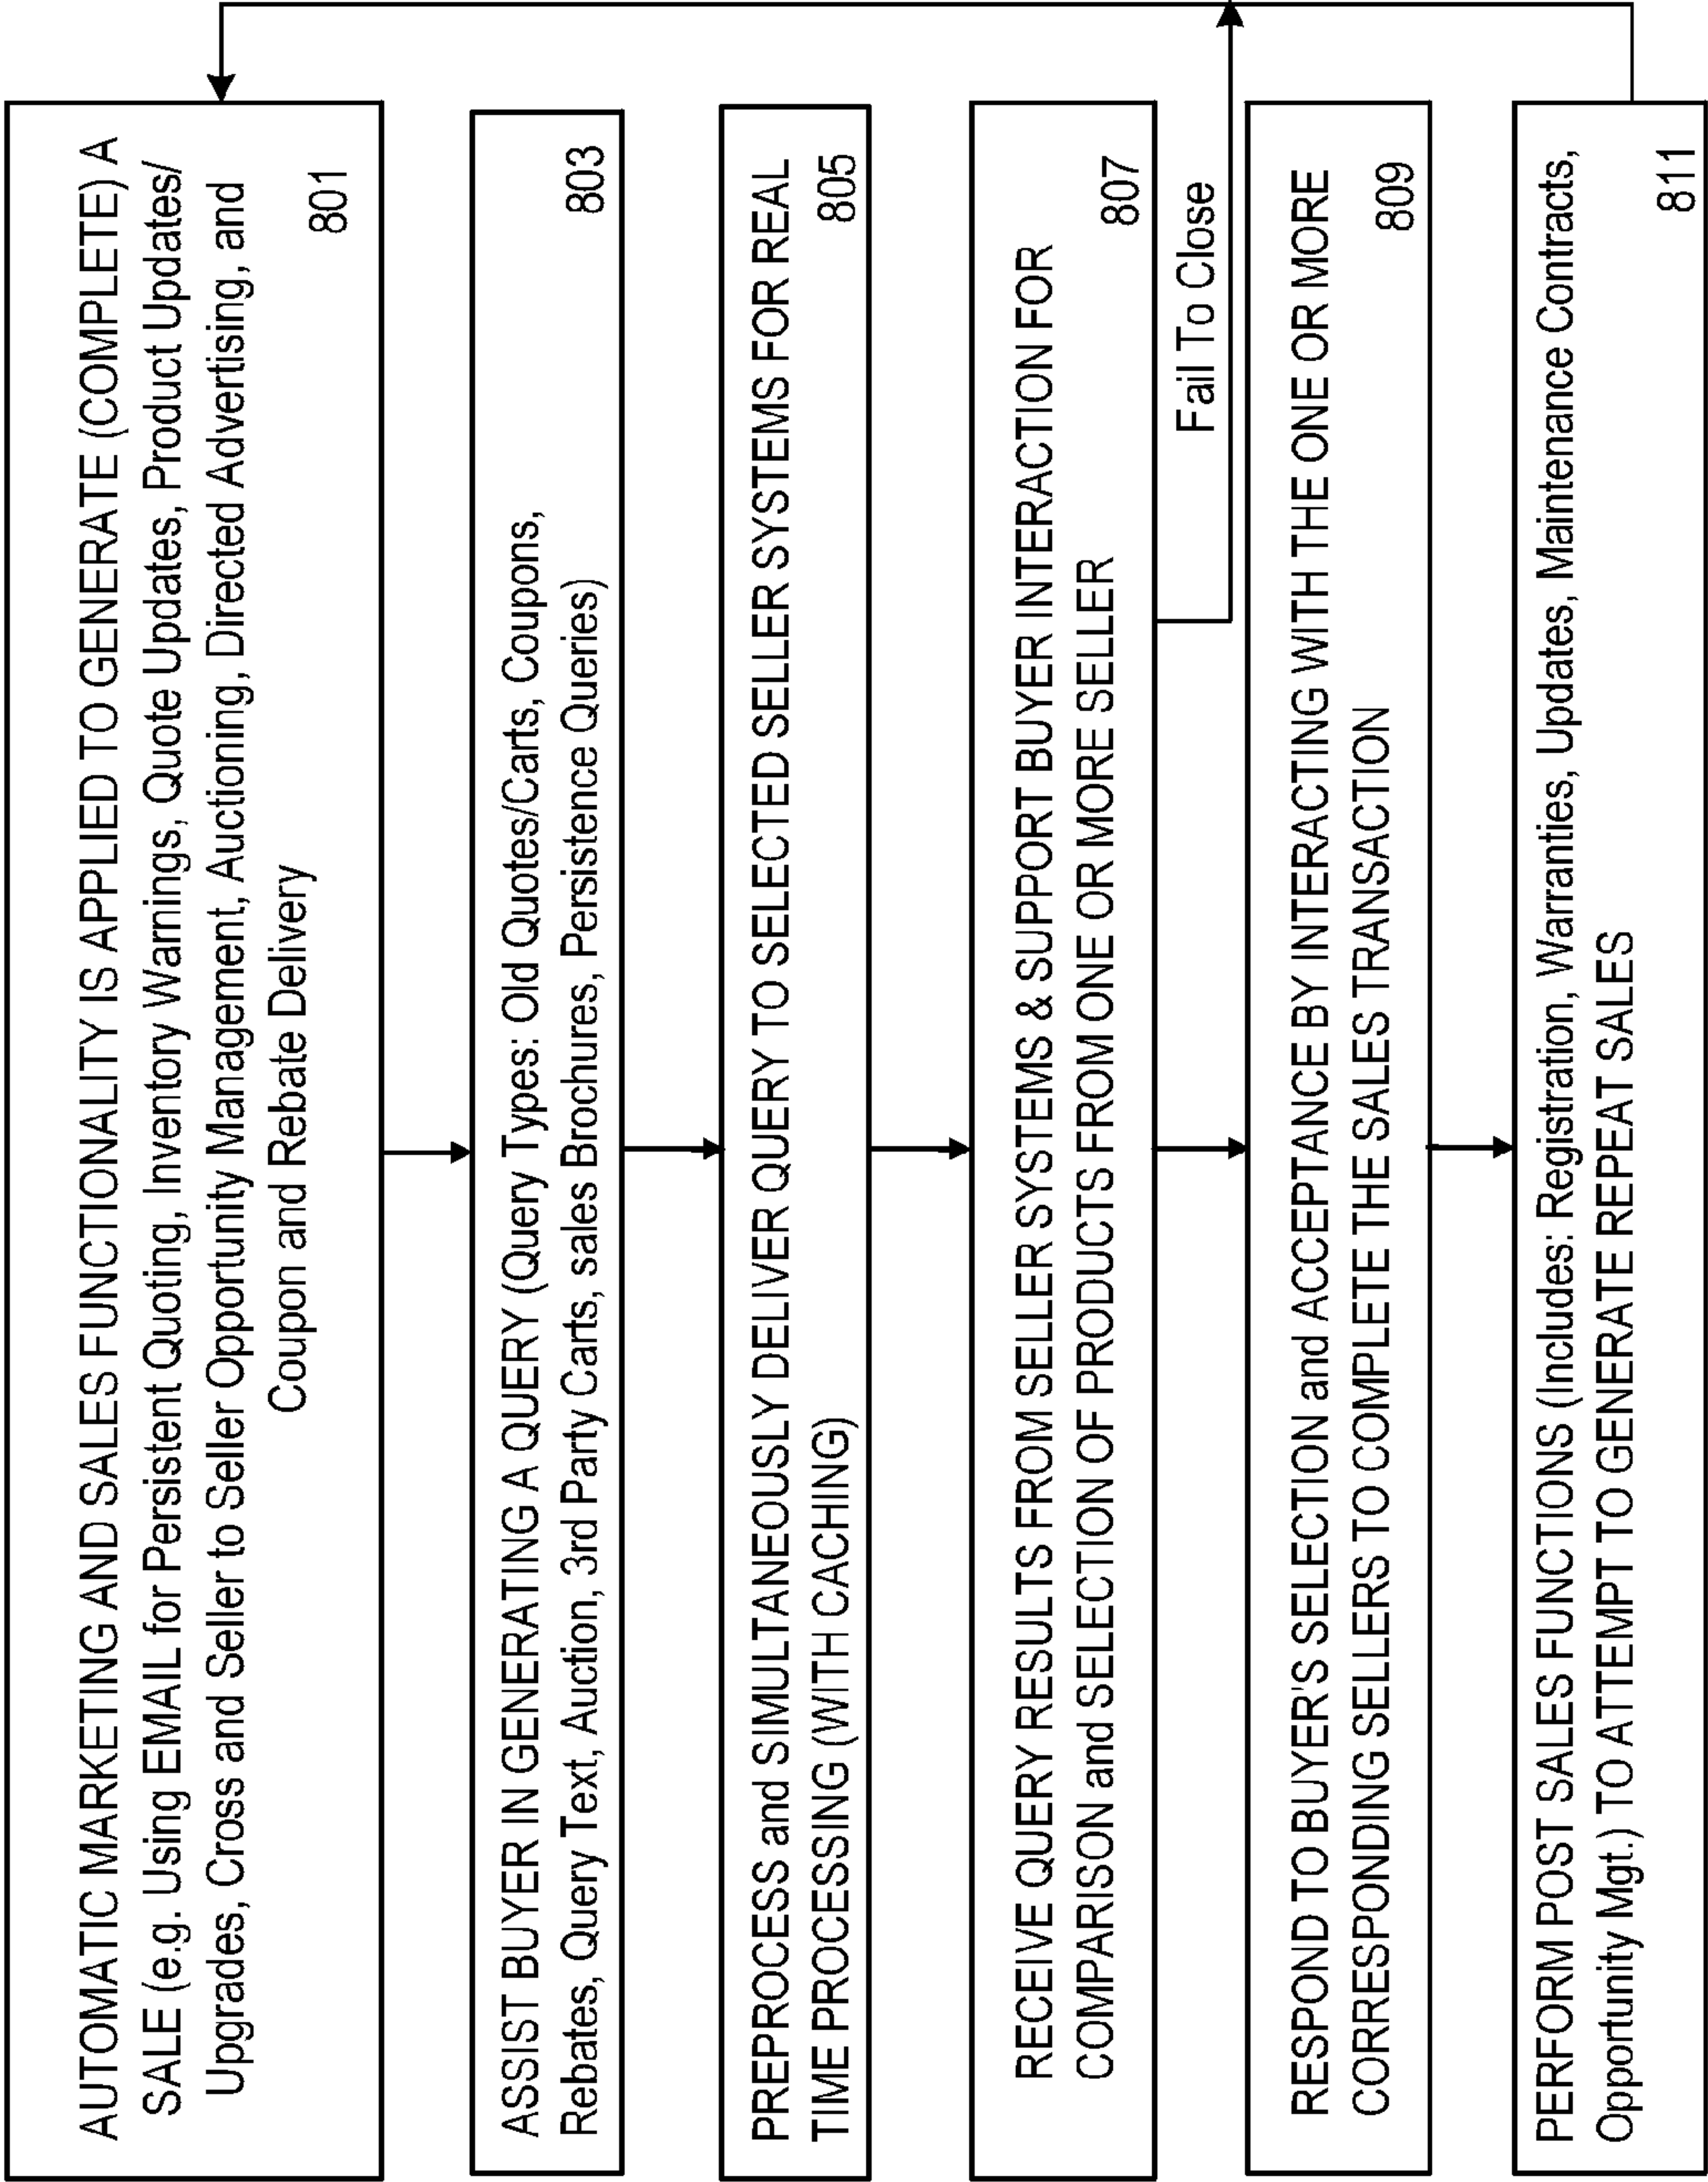 AUTOMATIC MARKETING AND SALES FUNCTIONALITY IS APPLIED TO GENERATE (COMPLETE) A
SALE (e.g. Using EMAIL for Persistent Quoting, Inventory Warnings, Quote Updates, Product Updates/
Upgrades, Cross and Seller to Seller Opportunity Management, Auctioning, Directed Advertising, and
Coupon and Rebate Delivery
801
ASSIST BUYER IN GENERATING A QUERY (Query Types: Old Quotes/Carts, Coupons,
Rebates, Query Text, Auction, 3rd Party Carts, sales Brochures, Persistence Queries)
803
PREPROCESS and SIMULTANEOUSLY DELIVER QUERY TO SELECTED SELLER SYSTEMS FOR REAL
TIME PROCESSING (WITH CACHING)
805
RECEIVE QUERY RESULTS FROM SELLER SYSTEMS & SUPPORT BUYER INTERACTION FOR
COMPARISON and SELECTION OF PRODUCTS FROM ONE OR MORE SELLER
807
Fail To Close
RESPOND TO BUYER'S SELECTION and ACCEPTANCE BY INTERACTING WITH THE ONE OR MORE
CORRESPONDING SELLERS TO COMPLETE THE SALES TRANSACTION
809
PERFORM POST SALES FUNCTIONS (Includes: Registration, Warranties, Updates, Maintenance Contracts,
Opportunity Mgt.) TO ATTEMPT TO GENERATE REPEAT SALES
811